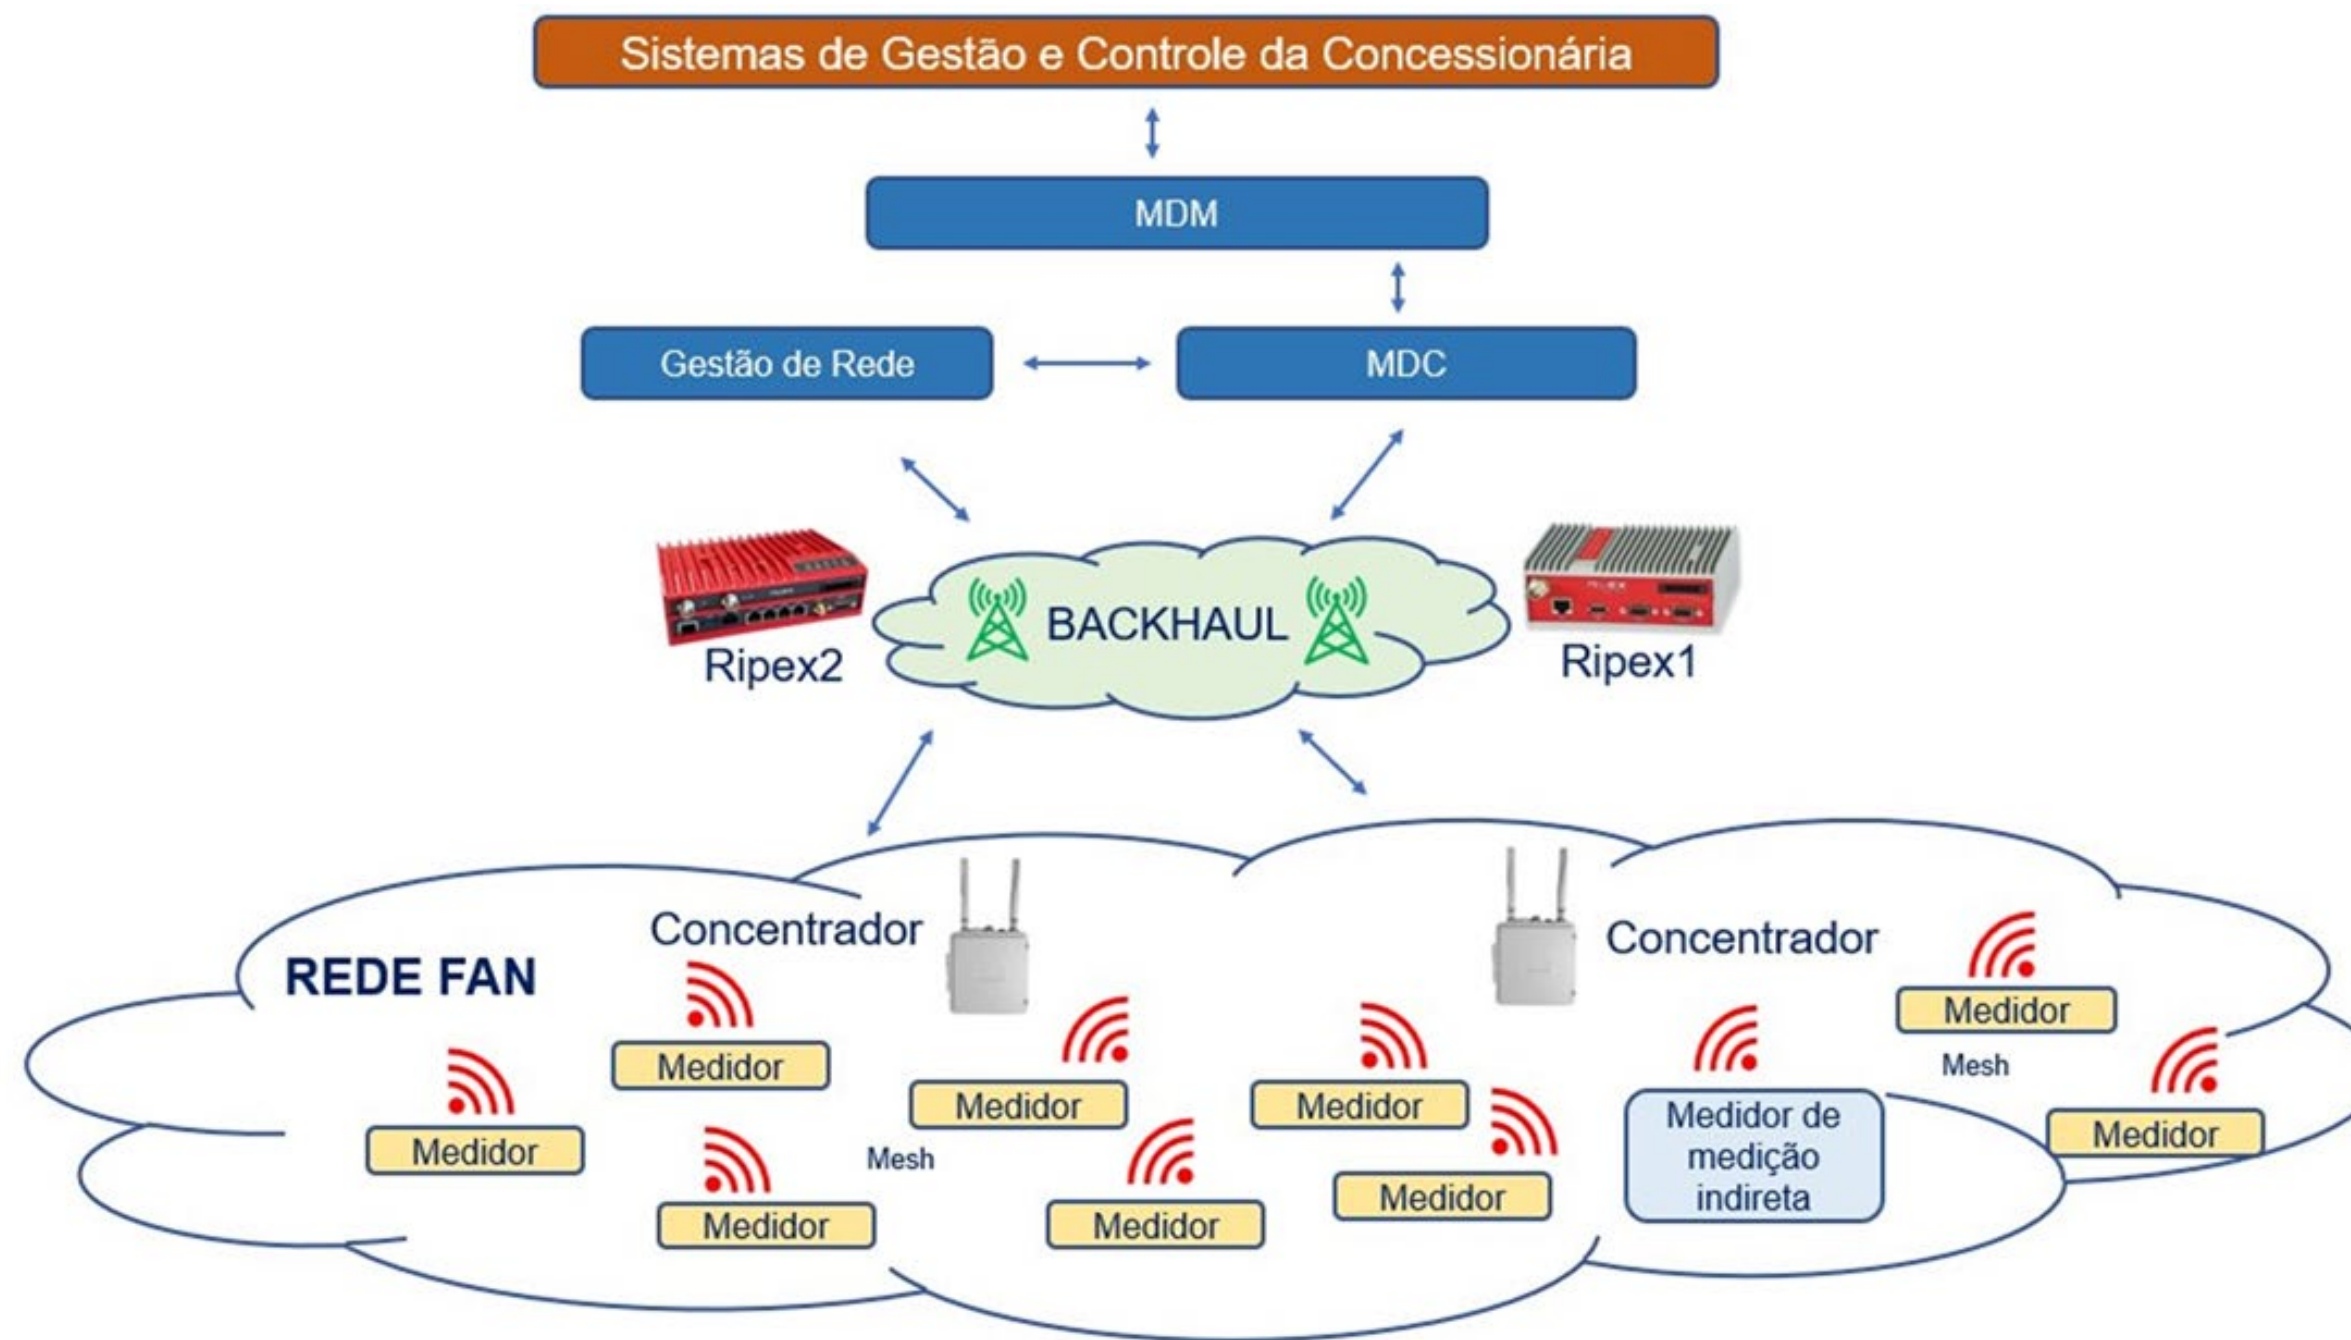 Sistemas de Gestão e Controle da Concessionária
MDM
Gestão de Rede
MDC
BACKHAUL
Ripex2
Ripex1
Concentrador
Concentrador
REDE FAN
Medidor
Medidor
Mesh
Medidor
Medidor
Medidor
Medidor de
medição
indireta
Medidor
Medidor
Mesh
Medidor
Medidor
Medidor